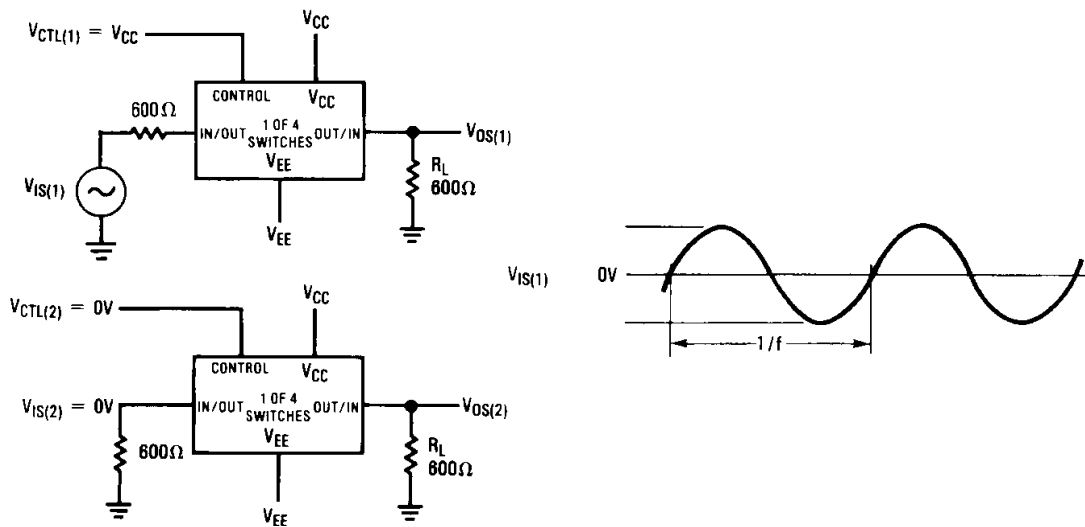 V_CTL(1) = V_CC
V_CC
CONTROL
V_CC
600Ω
IN/OUT
1 OF 4
SWITCHES
OUT/IN
V_EE
V_OS(1)
R_L
600Ω
V_IS(1)
V_EE
V_CTL(2) = 0V
V_CC
CONTROL
V_CC
V_IS(2) = 0V
IN/OUT
1 OF 4
SWITCHES
OUT/IN
V_EE
V_OS(2)
600Ω
R_L
600Ω
V_EE
V_IS(1)
0V
1/f